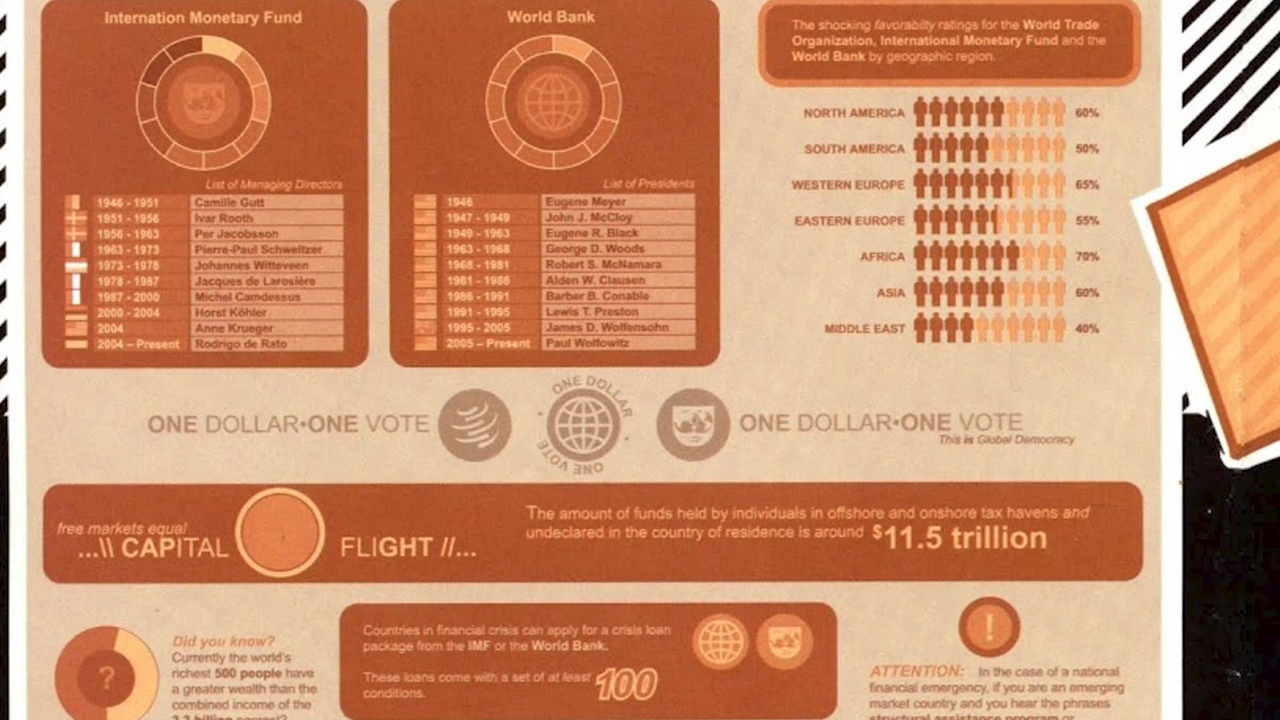 Internation Monetary Fund
List of Managing Directors
1946 - 1951 Camille Gutt
1951 - 1956 Ivar Rooth
1956 - 1963 Per Jacobsson
1963 - 1973 Pierre-Paul Schweitzer
1973 - 1978 Johannes Witteveen
1978 - 1987 Jacques de Larosière
1987 - 2000 Michel Camdessus
2000 - 2004 Horst Köhler
2004 Anne Krueger
2004 – Present Rodrigo de Rato
World Bank
List of Presidents
1946 Eugene Meyer
1947 - 1949 John J. McCloy
1949 - 1963 Eugene R. Black
1963 - 1968 George D. Woods
1968 - 1981 Robert S. McNamara
1981 - 1986 Alden W. Clausen
1986 - 1991 Barber B. Conable
1991 - 1995 Lewis T. Preston
1995 - 2005 James D. Wolfensohn
2005 – Present Paul Wolfowitz
The shocking favorabilty ratings for the World Trade
Organization, International Monetary Fund and the
World Bank by geographic region.
NORTH AMERICA 60%
SOUTH AMERICA 50%
WESTERN EUROPE 65%
EASTERN EUROPE 55%
AFRICA 70%
ASIA 60%
MIDDLE EAST 40%
ONE DOLLAR•ONE VOTE
ONE DOLLAR
ONE VOTE
ONE DOLLAR•ONE VOTE
This is Global Democracy
free markets equal
...\\ CAPITAL FLIGHT //...
The amount of funds held by individuals in offshore and onshore tax havens and
undeclared in the country of residence is around $11.5 trillion
?
Did you know?
Currently the world's
richest 500 people have
a greater wealth than the
combined income of the
Countries in financial crisis can apply for a crisis loan
package from the IMF or the World Bank.
These loans come with a set of at least 100
conditions.
!
ATTENTION: In the case of a national
financial emergency, if you are an emerging
market country and you hear the phrases
structural assistance program or